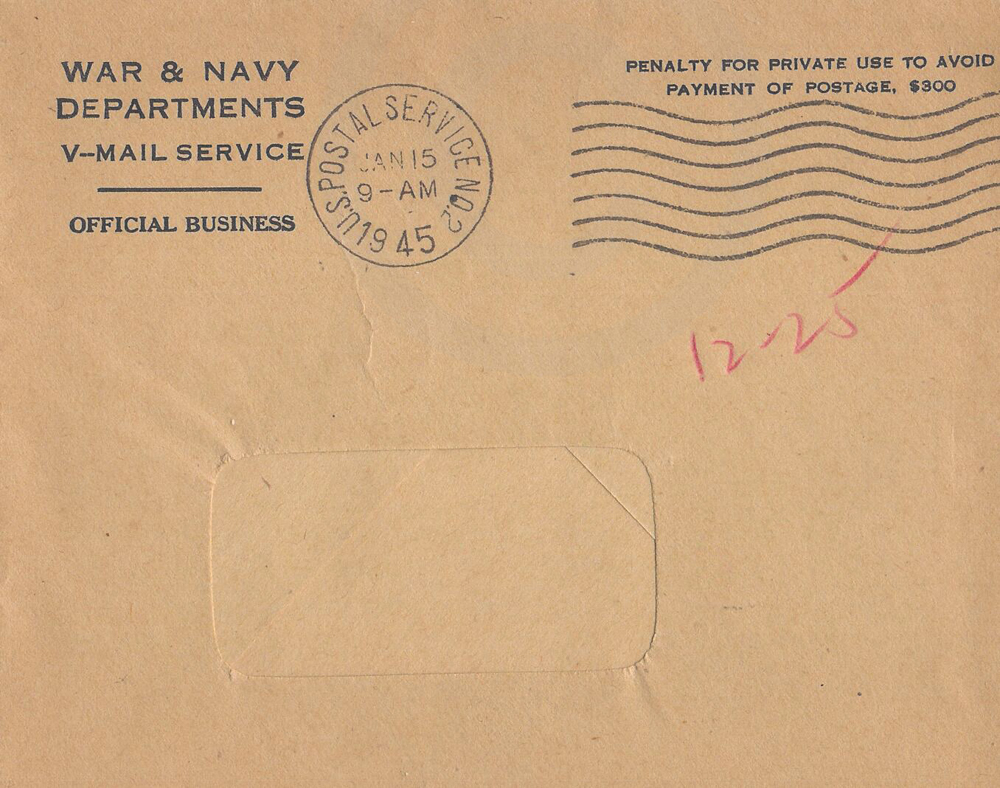 WAR & NAVY
DEPARTMENTS
V--MAIL SERVICE
OFFICIAL BUSINESS
U.S. POSTAL SERVICE NO.2
JAN 15
9-AM
1945
PENALTY FOR PRIVATE USE TO AVOID
PAYMENT OF POSTAGE, $300
12-25